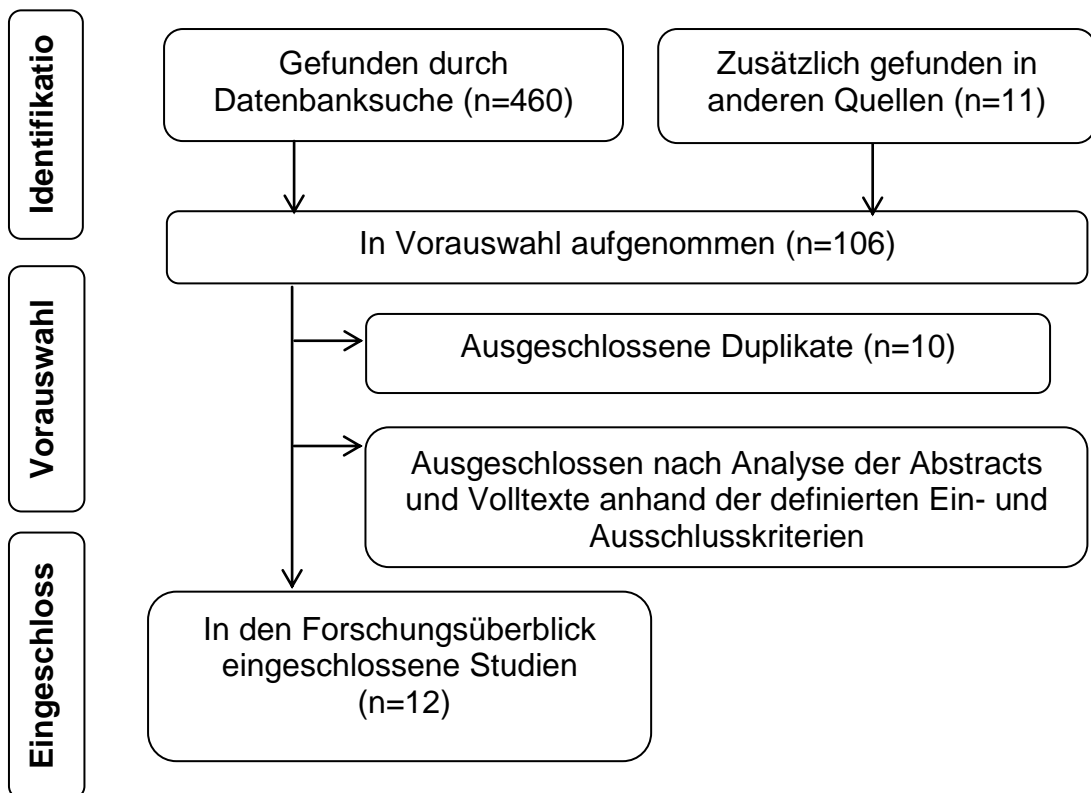 Identifikatio
Gefunden durch
Datenbanksuche (n=460)
Zusätzlich gefunden in
anderen Quellen (n=11)
In Vorauswahl aufgenommen (n=106)
Vorauswahl
Ausgeschlossene Duplikate (n=10)
Ausgeschlossen nach Analyse der Abstracts
und Volltexte anhand der definierten Ein- und
Ausschlusskriterien
Eingeschloss
In den Forschungsüberblick
eingeschlossene Studien
(n=12)